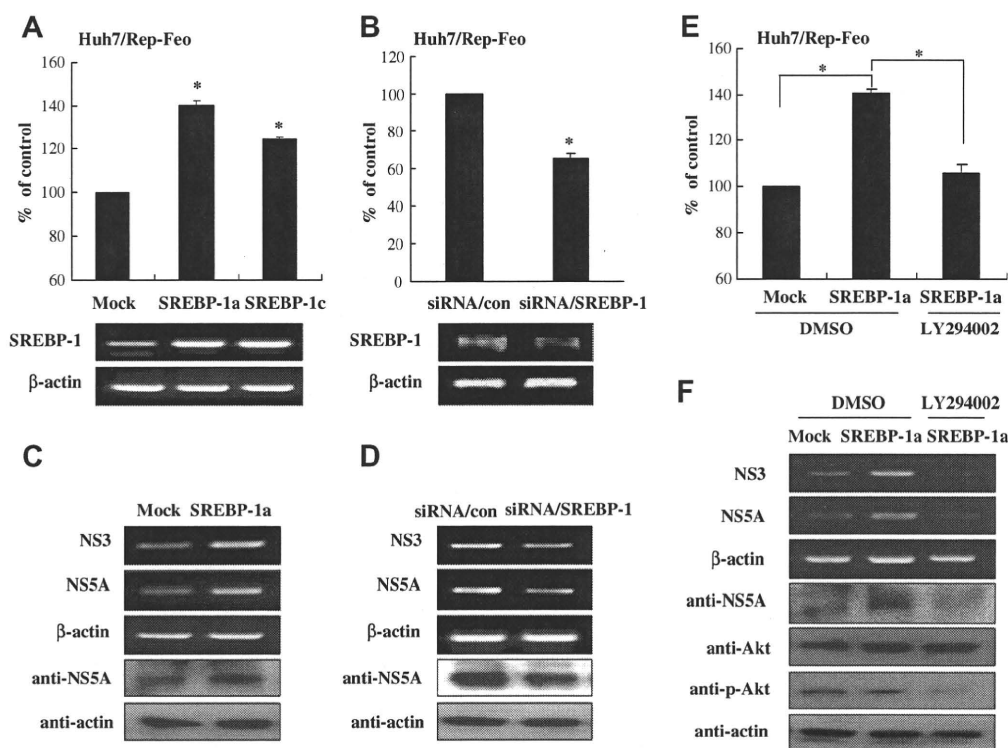 A
Huh7/Rep-Feo
% of control
160
140
120
100
80
60
*
*
Mock SREBP-1a SREBP-1c
SREBP-1
β-actin
B
Huh7/Rep-Feo
% of control
120
100
80
60
40
20
0
*
siRNA/con siRNA/SREBP-1
SREBP-1
β-actin
C
Mock SREBP-1a
NS3
NS5A
β-actin
anti-NS5A
anti-actin
D
siRNA/con siRNA/SREBP-1
NS3
NS5A
β-actin
anti-NS5A
anti-actin
E
Huh7/Rep-Feo
% of control
160
140
120
100
80
60
*
*
Mock SREBP-1a SREBP-1a
DMSO LY294002
F
DMSO LY294002
Mock SREBP-1a SREBP-1a
NS3
NS5A
β-actin
anti-NS5A
anti-Akt
anti-p-Akt
anti-actin